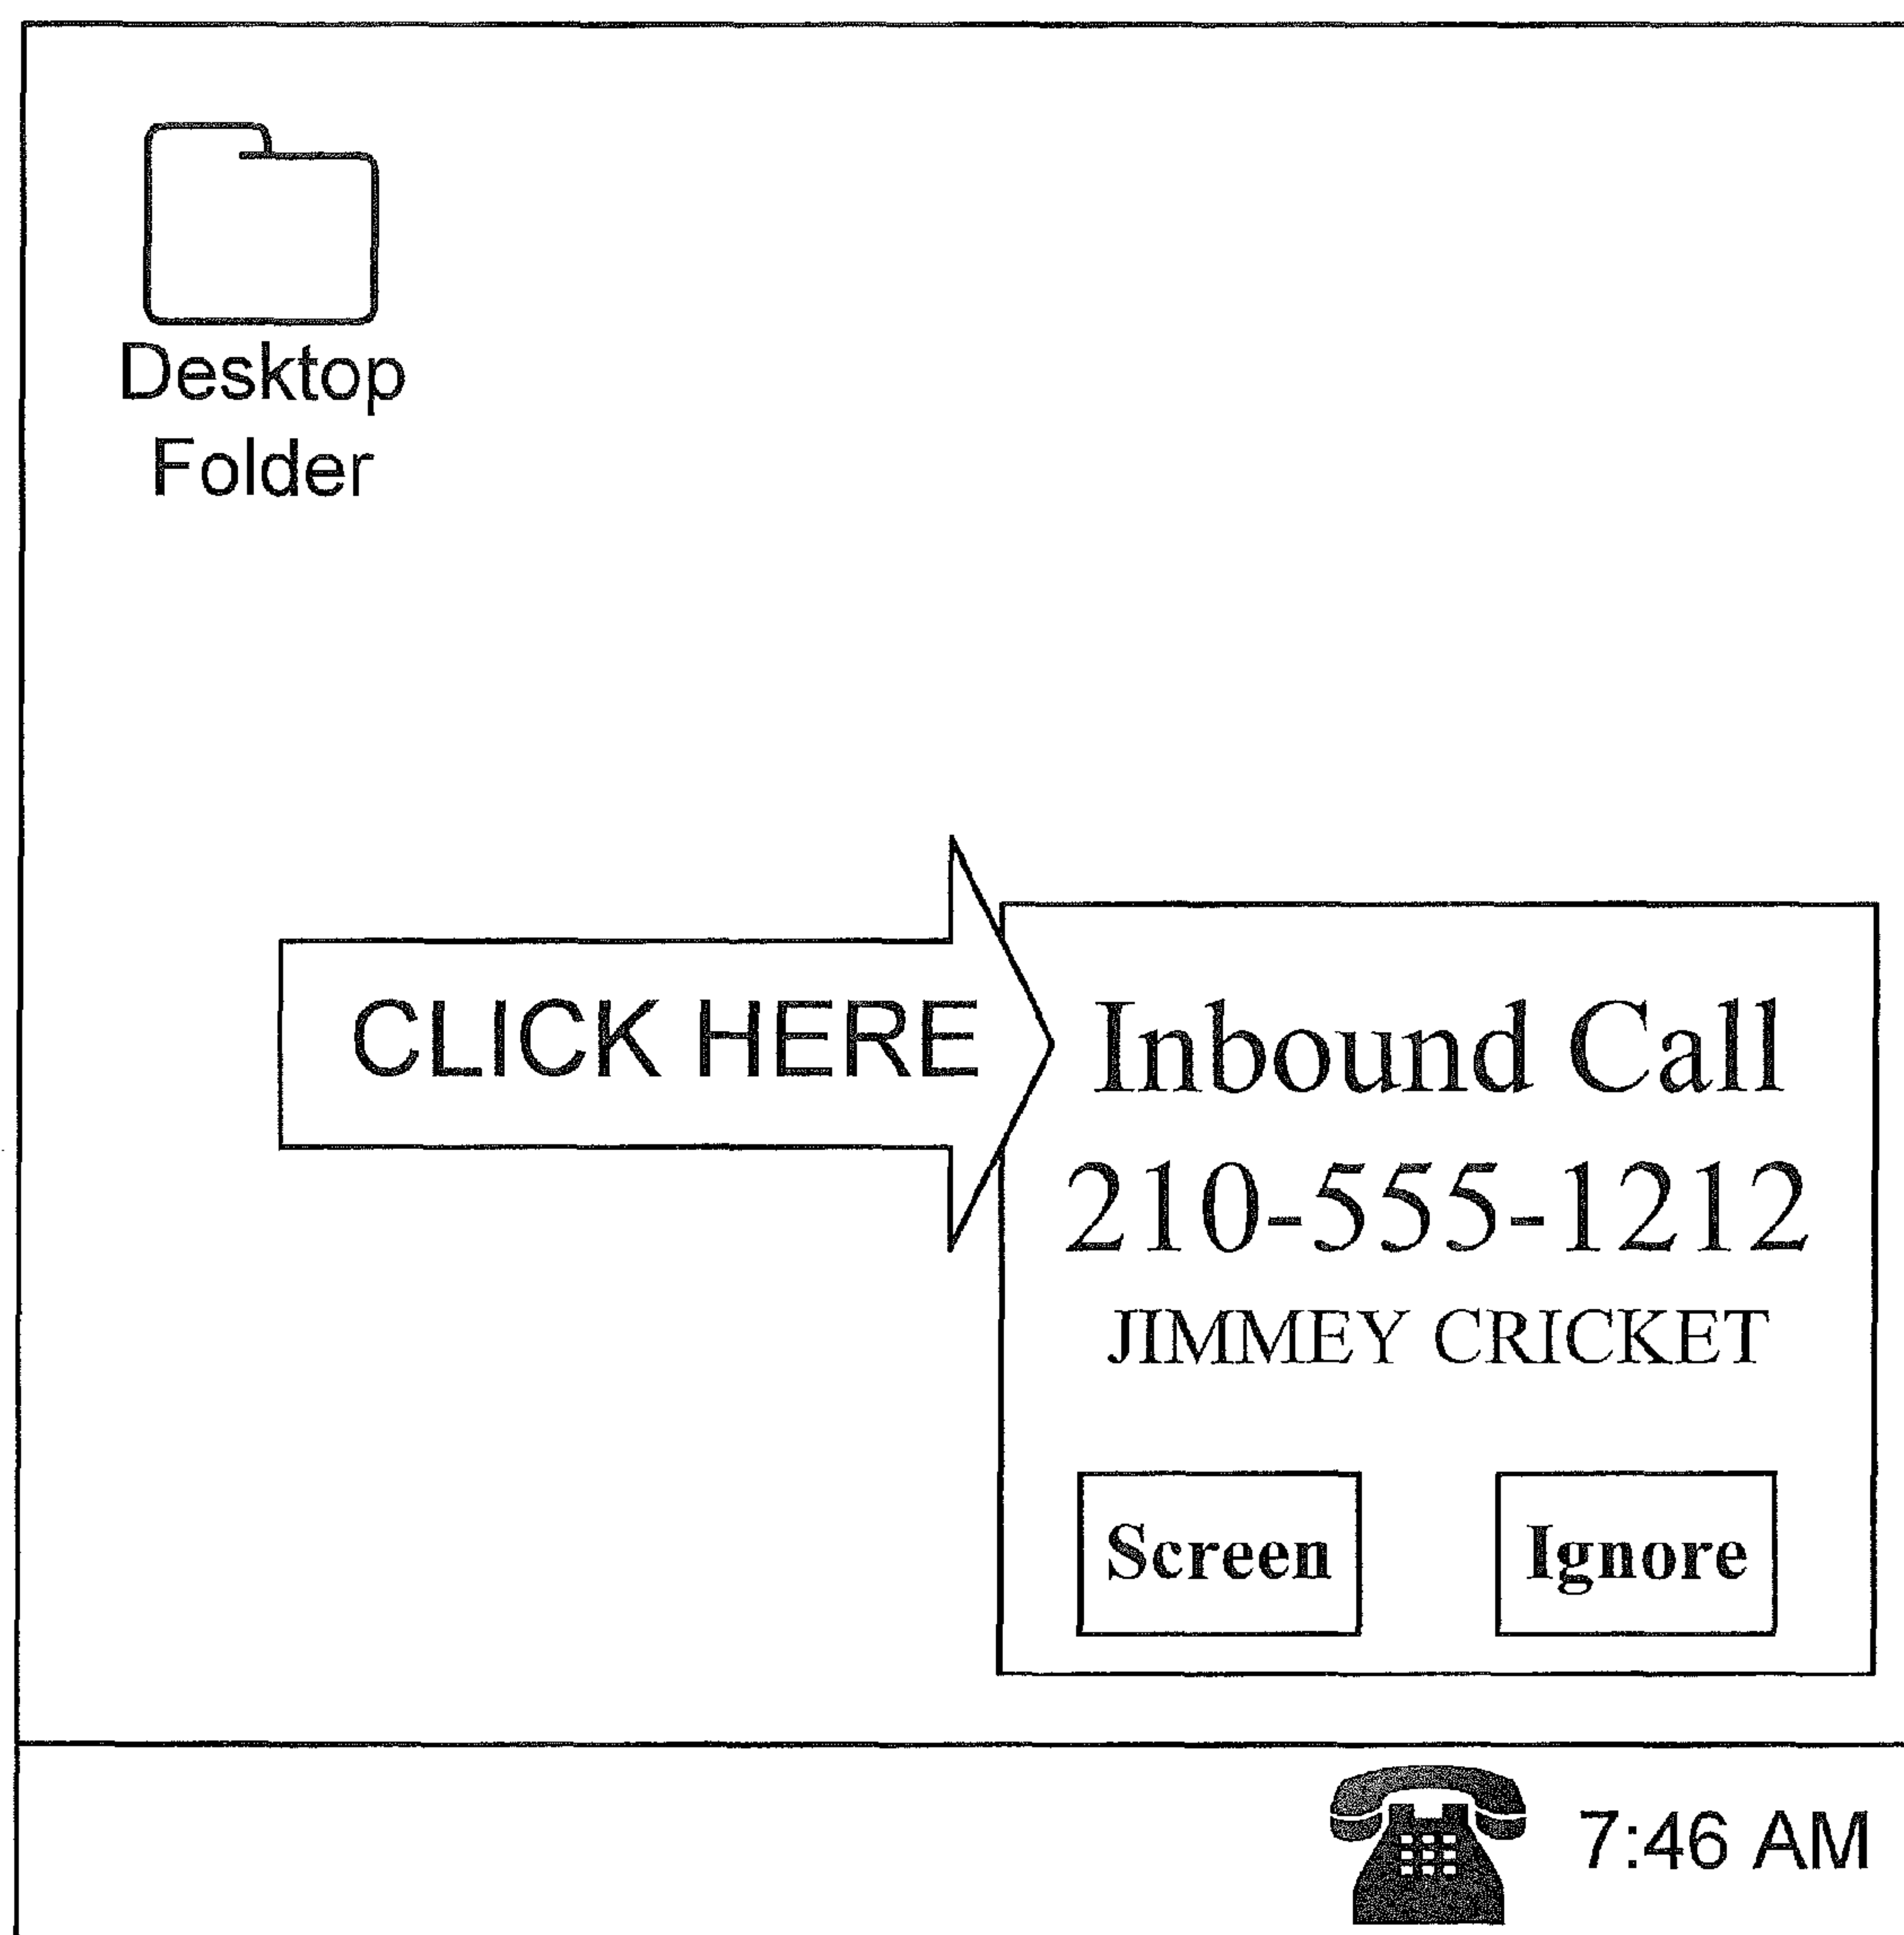 Desktop
Folder
CLICK HERE
Inbound Call
210-555-1212
JIMMEY CRICKET
Screen
Ignore
7:46 AM